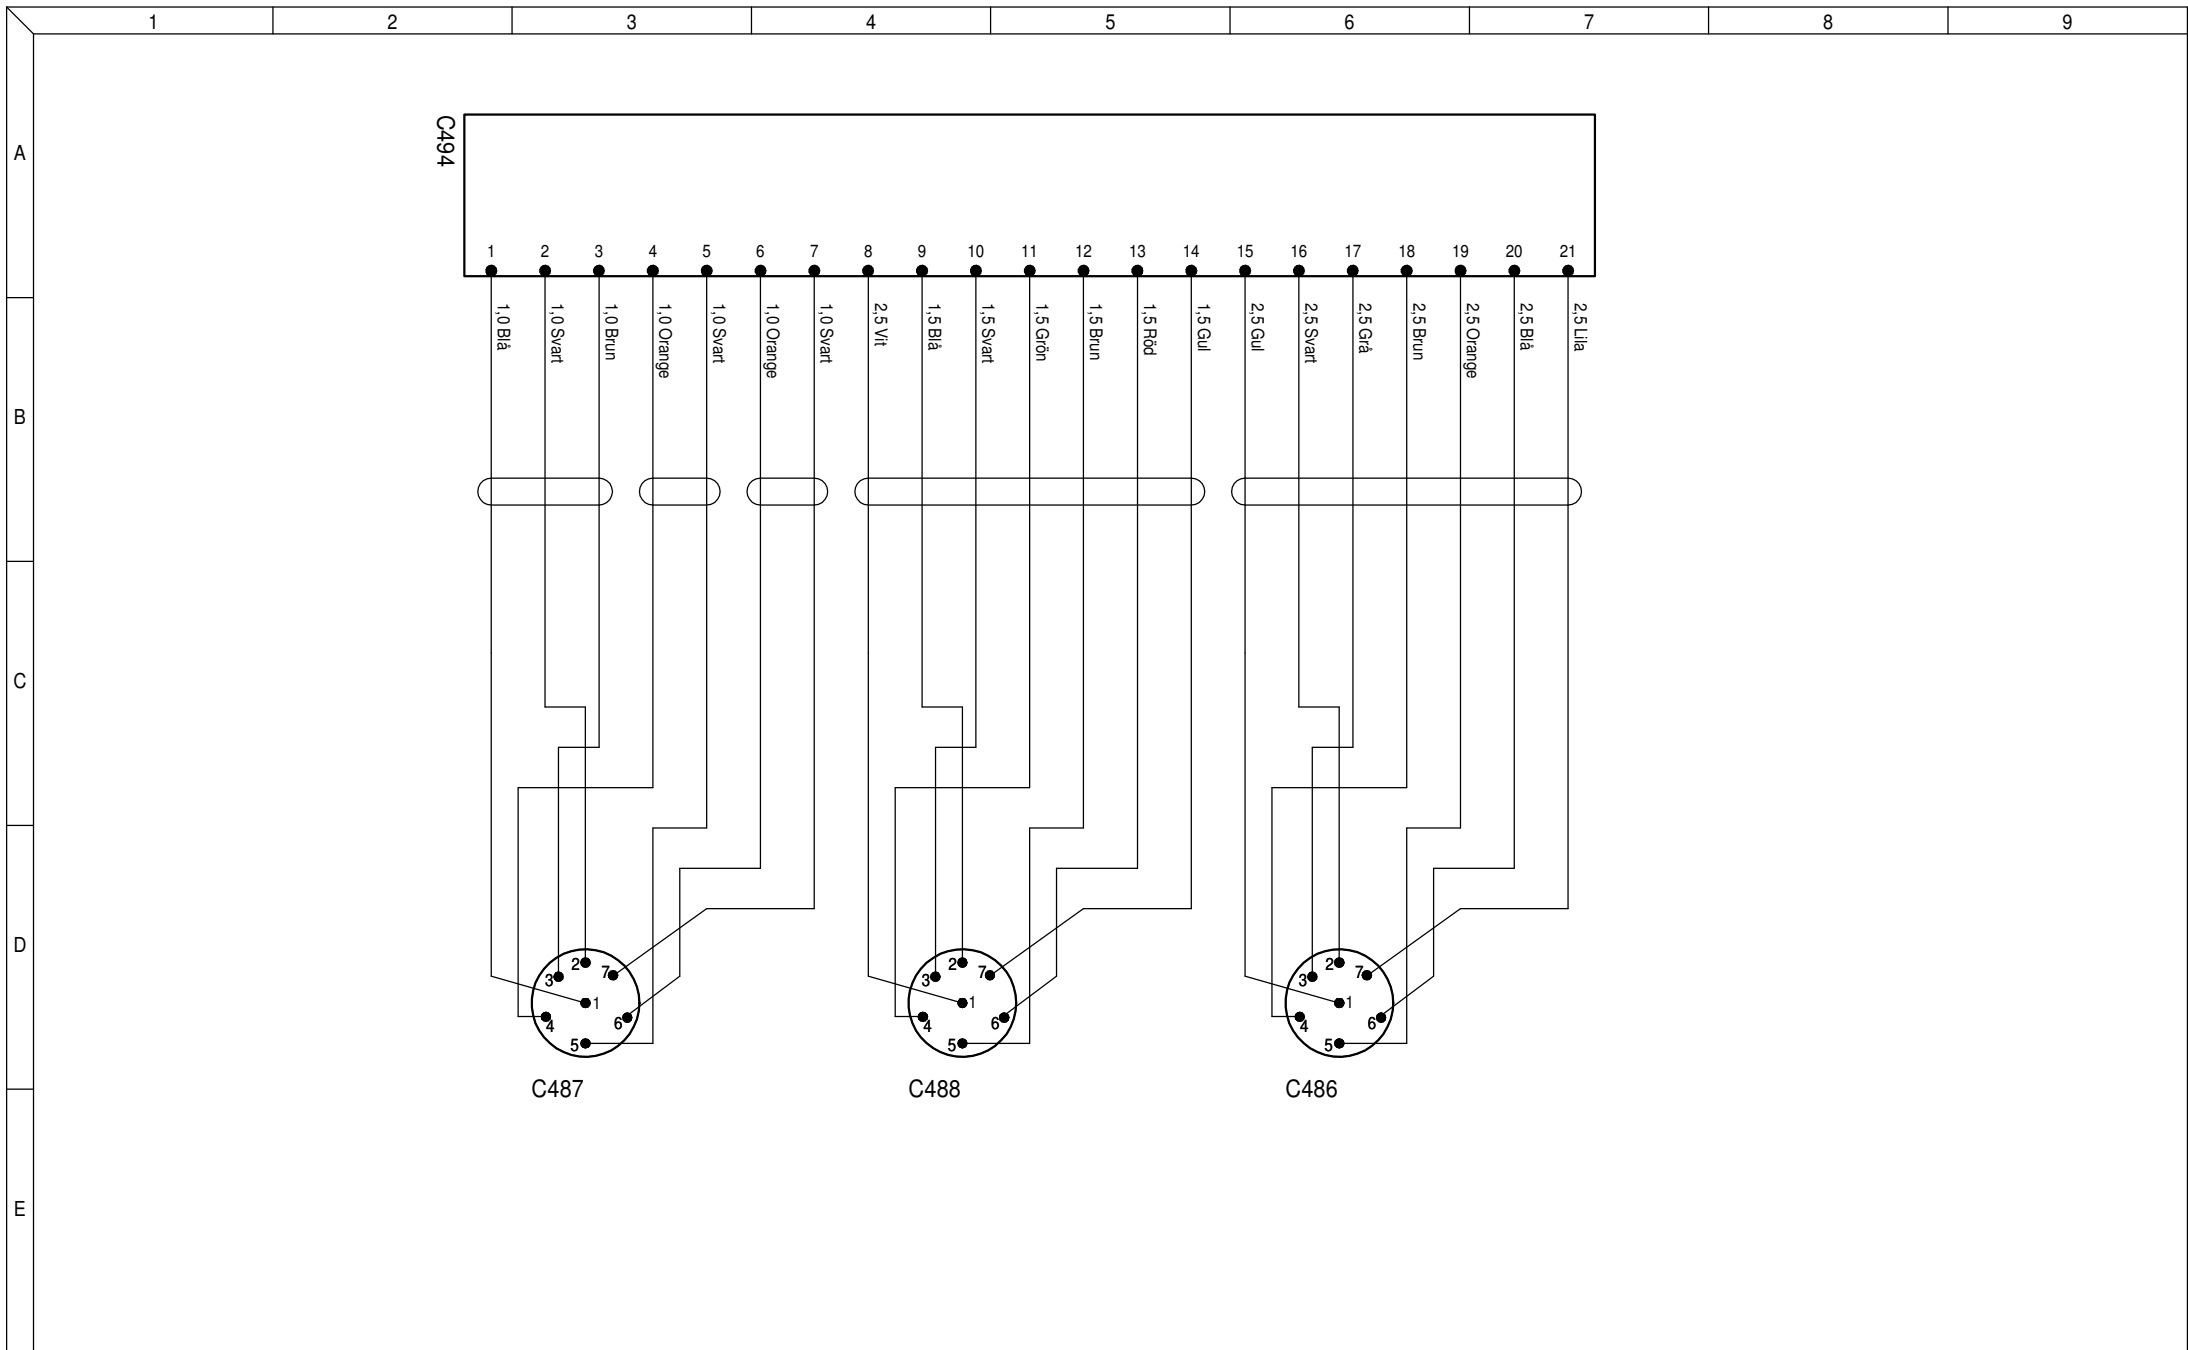 1 2 3 4 5 6 7 8 9
A
C494
1 2 3 4 5 6 7 8 9 10 11 12 13 14 15 16 17 18 19 20 21
1,0 Blå
1,0 Svart
1,0 Brun
1,0 Orange
1,0 Svart
1,0 Orange
1,0 Svart
2,5 Vit
1,5 Blå
1,5 Svart
1,5 Grön
1,5 Brun
1,5 Röd
1,5 Gul
2,5 Gul
2,5 Svart
2,5 Grå
2,5 Brun
2,5 Orange
2,5 Blå
2,5 Lila
B
C
D
2 7 3 1 4 6 5
C487
2 7 3 1 4 6 5
C488
2 7 3 1 4 6 5
C486
E